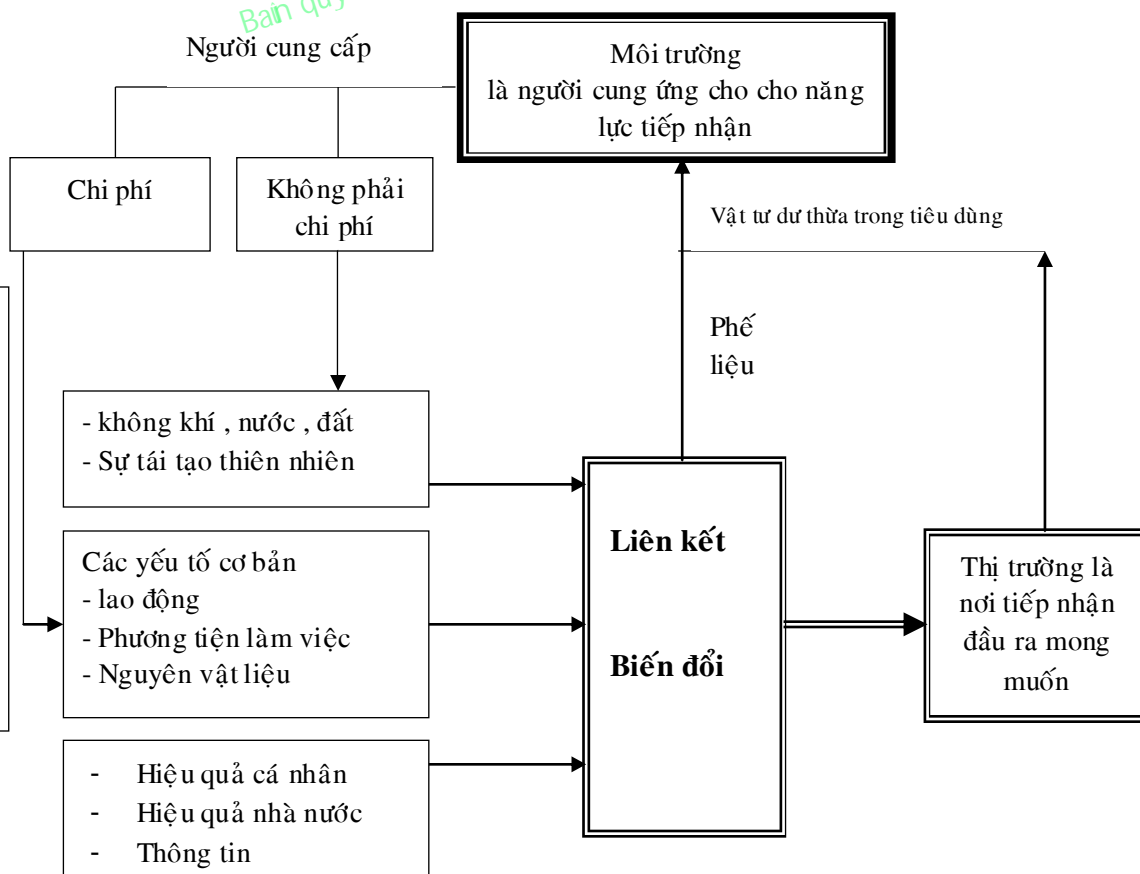 Người cung cấp
Môi trường
là người cung ứng cho cho năng
lực tiếp nhận
Chi phí
Không phải
chi phí
Vật tư dư thừa trong tiêu dùng
Phế
liệu
- không khí , nước , đất
- Sự tái tạo thiên nhiên
Các yếu tố cơ bản
- lao động
- Phương tiện làm việc
- Nguyên vật liệu
- Hiệu quả cá nhân
- Hiệu quả nhà nước
- Thông tin
Liên kết
Biến đổi
Thị trường là
nơi tiếp nhận
đầu ra mong
muốn